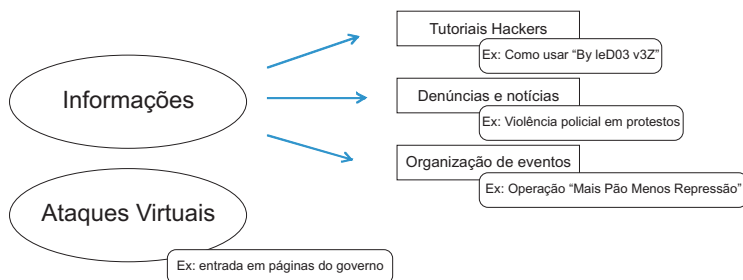 Tutoriais Hackers
Ex: Como usar “By leD03 v3Z”
Informações
Denúncias e notícias
Ex: Violência policial em protestos
Organização de eventos
Ex: Operação “Mais Pão Menos Repressão”
Ataques Virtuais
Ex: entrada em páginas do governo